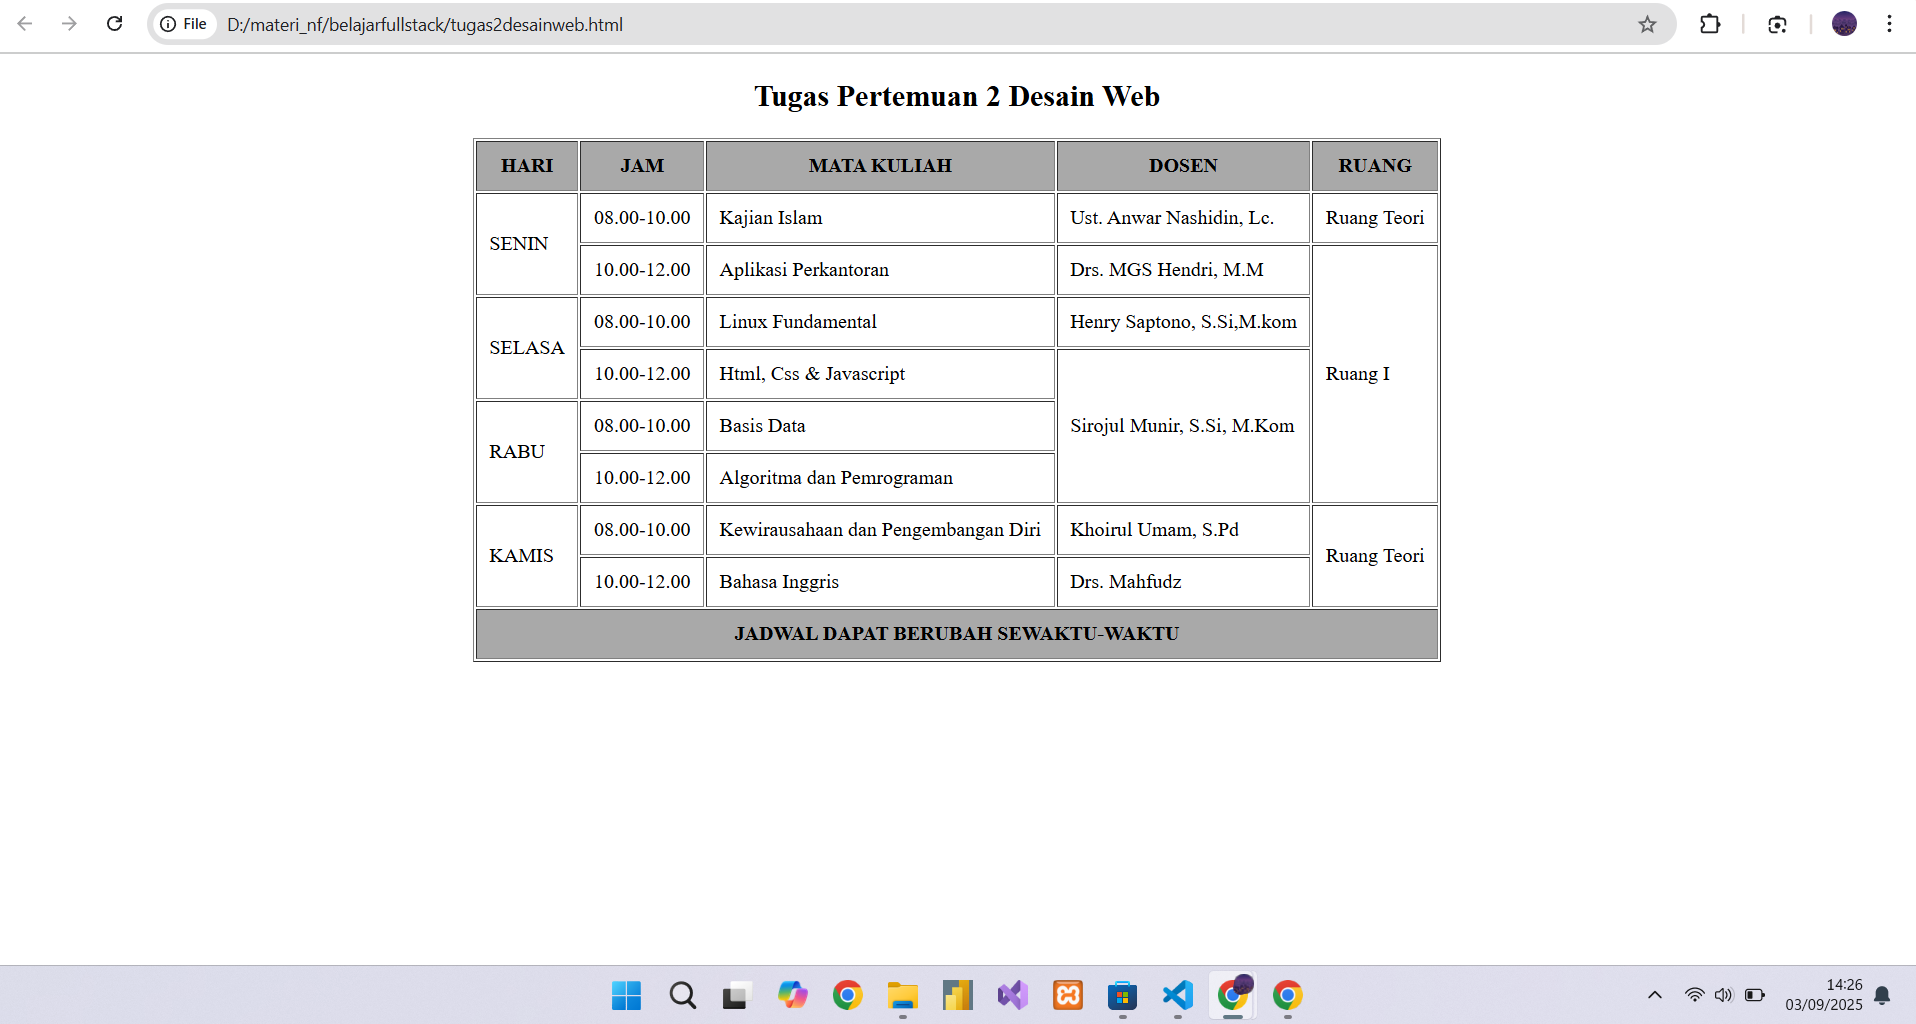 File D:/materi_nf/belajarfullstack/tugas2desainweb.html
Tugas Pertemuan 2 Desain Web
HARI JAM MATA KULIAH DOSEN RUANG
SENIN 08.00-10.00 Kajian Islam Ust. Anwar Nashidin, Lc. Ruang Teori
10.00-12.00 Aplikasi Perkantoran Drs. MGS Hendri, M.M Ruang I
SELASA 08.00-10.00 Linux Fundamental Henry Saptono, S.Si,M.kom
10.00-12.00 Html, Css & Javascript Sirojul Munir, S.Si, M.Kom
RABU 08.00-10.00 Basis Data
10.00-12.00 Algoritma dan Pemrograman
KAMIS 08.00-10.00 Kewirausahaan dan Pengembangan Diri Khoirul Umam, S.Pd Ruang Teori
10.00-12.00 Bahasa Inggris Drs. Mahfudz
JADWAL DAPAT BERUBAH SEWAKTU-WAKTU
14:26
03/09/2025